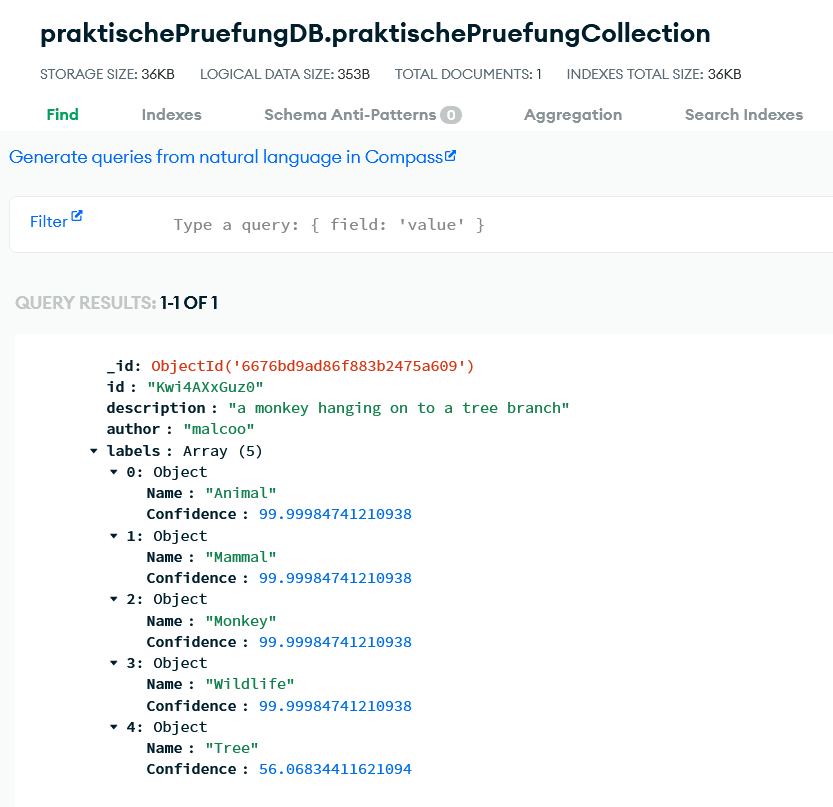 praktischePruefungDB.praktischePruefungCollection
STORAGE SIZE: 36KB LOGICAL DATA SIZE: 353B TOTAL DOCUMENTS: 1 INDEXES TOTAL SIZE: 36KB
Find Indexes Schema Anti-Patterns 0 Aggregation Search Indexes
Generate queries from natural language in Compass
Filter Type a query: { field: 'value' }
QUERY RESULTS: 1-1 OF 1
_id: ObjectId('6676bd9ad86f883b2475a609')
id : "Kwi4AXxGuz0"
description : "a monkey hanging on to a tree branch"
author : "malcoo"
labels : Array (5)
0: Object
Name : "Animal"
Confidence : 99.99984741210938
1: Object
Name : "Mammal"
Confidence : 99.99984741210938
2: Object
Name : "Monkey"
Confidence : 99.99984741210938
3: Object
Name : "Wildlife"
Confidence : 99.99984741210938
4: Object
Name : "Tree"
Confidence : 56.06834411621094